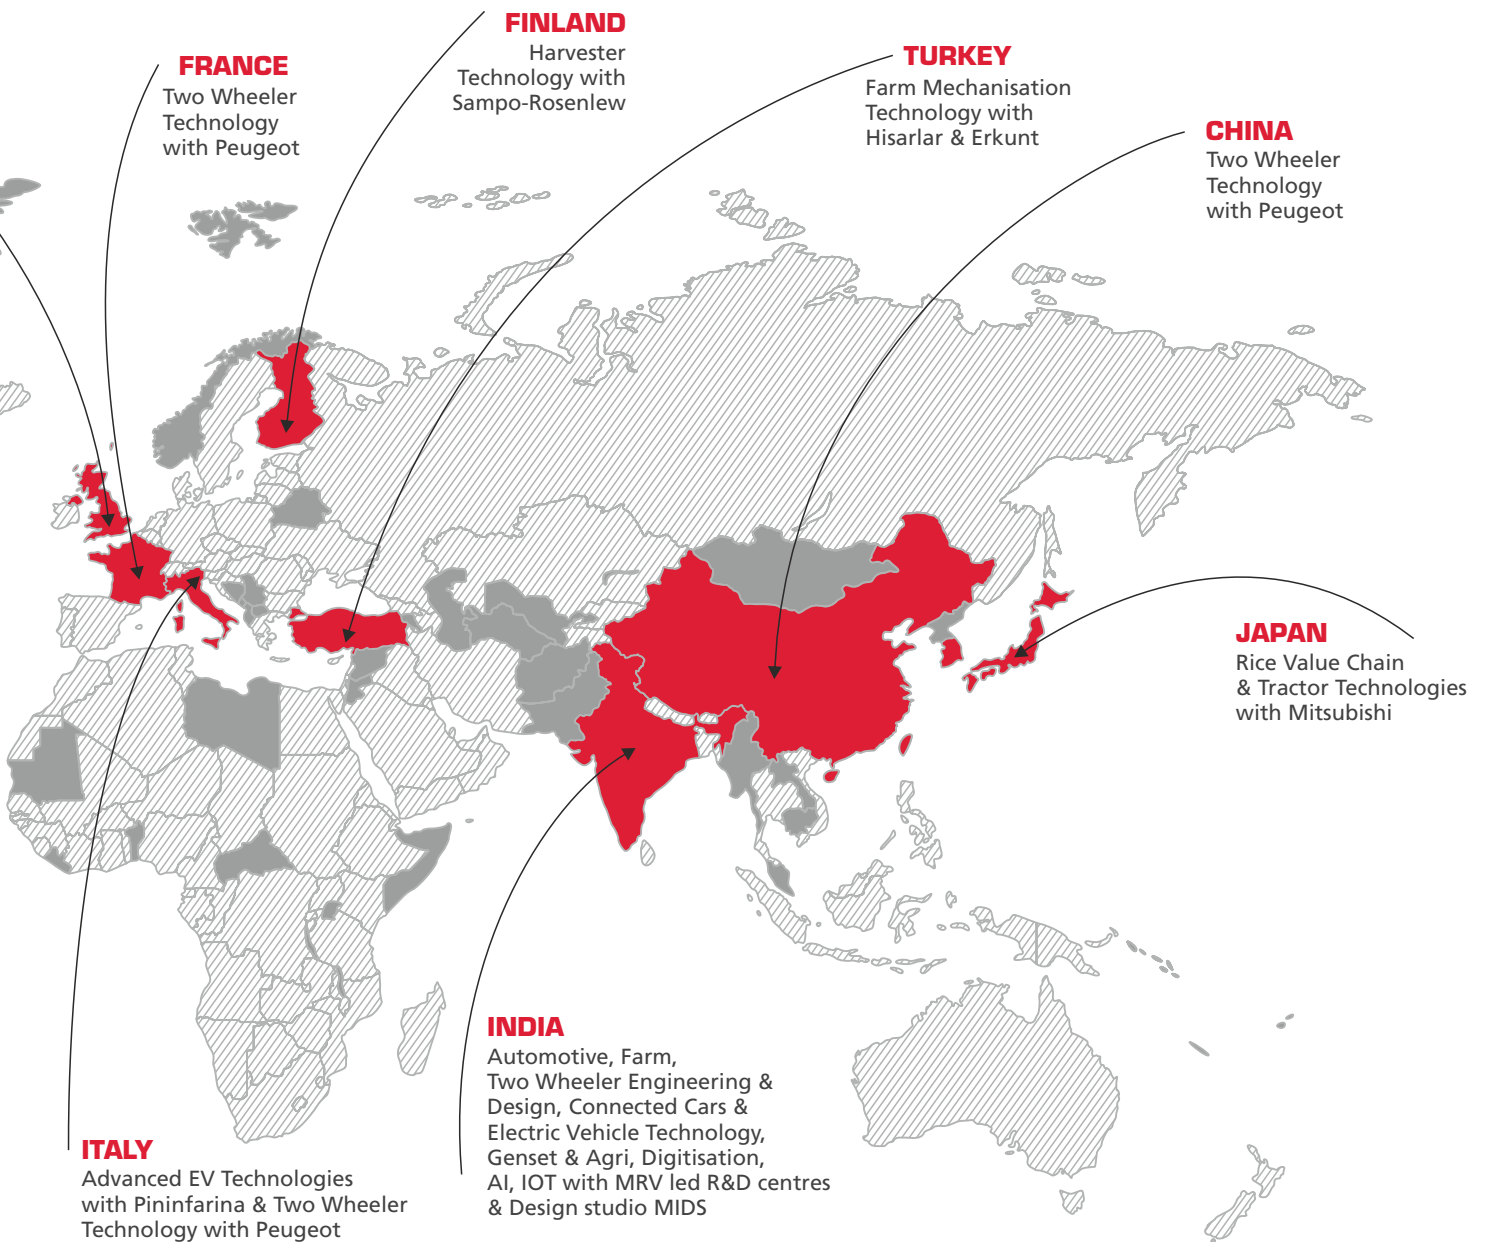 FINLAND
Harvester
Technology with
Sampo-Rosenlew
FRANCE
Two Wheeler
Technology
with Peugeot
TURKEY
Farm Mechanisation
Technology with
Hisarlar & Erkunt
CHINA
Two Wheeler
Technology
with Peugeot
JAPAN
Rice Value Chain
& Tractor Technologies
with Mitsubishi
INDIA
Automotive, Farm,
Two Wheeler Engineering &
Design, Connected Cars &
Electric Vehicle Technology,
Genset & Agri, Digitisation,
AI, IOT with MRV led R&D centres
& Design studio MIDS
ITALY
Advanced EV Technologies
with Pininfarina & Two Wheeler
Technology with Peugeot